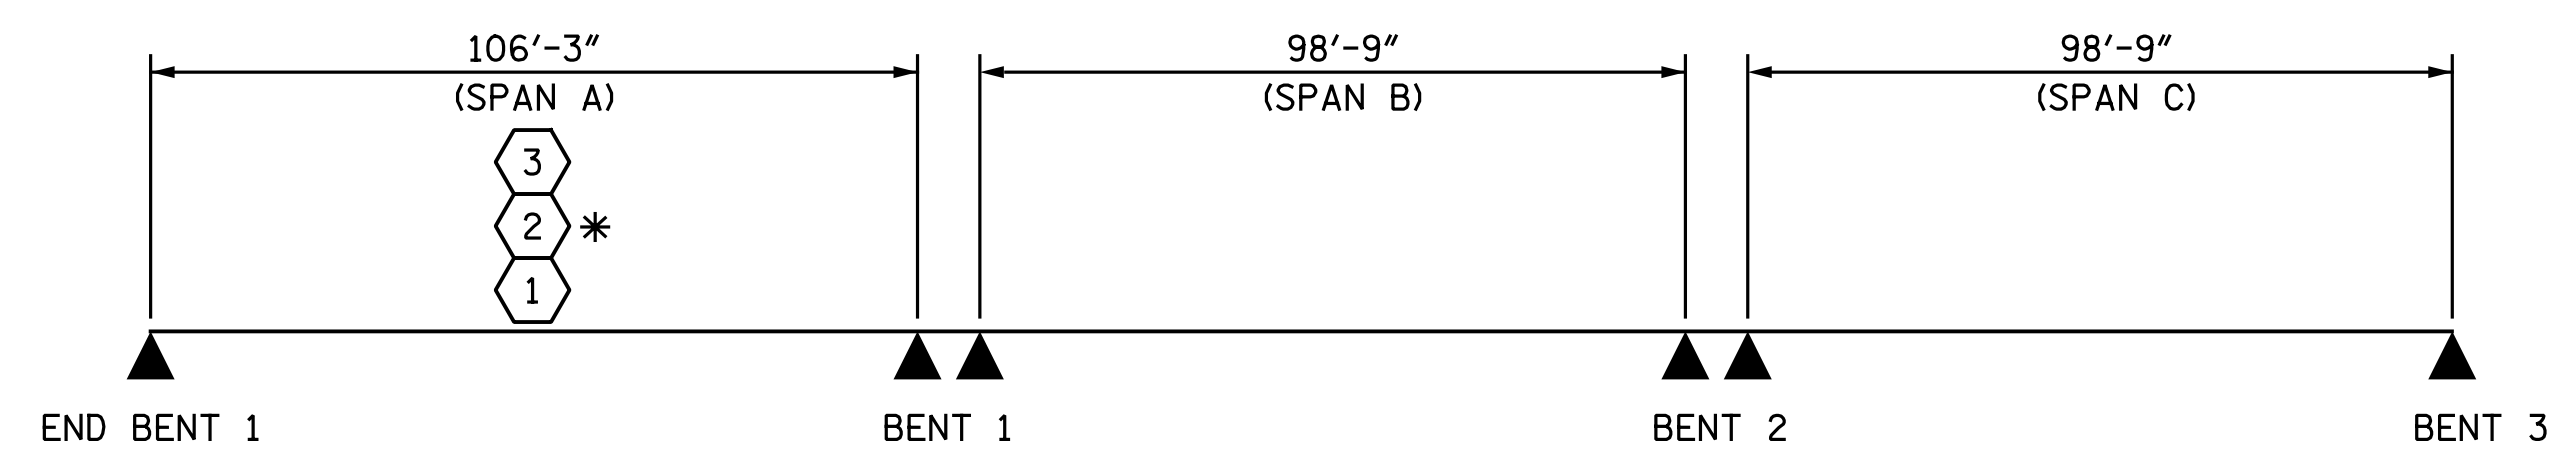 106'-3" 98'-9" 98'-9"
(SPAN A) (SPAN B) (SPAN C)
3
2 *
1
END BENT 1 BENT 1 BENT 2 BENT 3